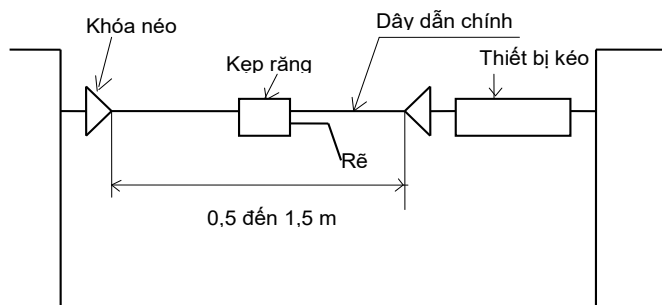 Khóa néo
Dây dẫn chính
Kẹp răng
Thiết bị kéo
Rẽ
0,5 đến 1,5 m